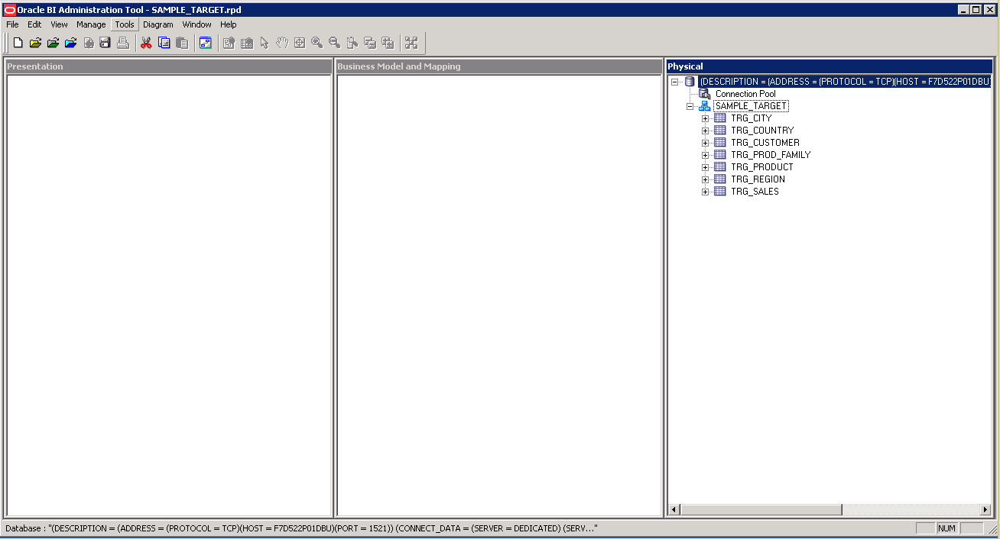 Oracle BI Administration Tool - SAMPLE_TARGET.rpd
File Edit View Manage Tools Diagram Window Help
Presentation
Business Model and Mapping
Physical
(DESCRIPTION = (ADDRESS = (PROTOCOL = TCP)(HOST = F7D522P01DBU)
Connection Pool
SAMPLE_TARGET
TRG_CITY
TRG_COUNTRY
TRG_CUSTOMER
TRG_PROD_FAMILY
TRG_PRODUCT
TRG_REGION
TRG_SALES
Database : "(DESCRIPTION = (ADDRESS = (PROTOCOL = TCP)(HOST = F7D522P01DBU)(PORT = 1521)) (CONNECT_DATA = (SERVER = DEDICATED) (SERV..."
NUM